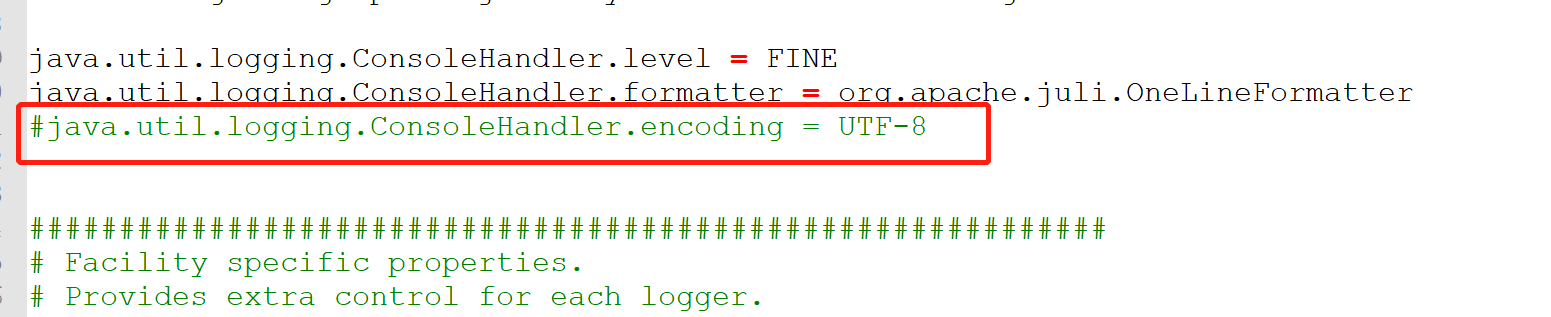 java.util.logging.ConsoleHandler.level = FINE
java.util.logging.ConsoleHandler.formatter = org.apache.juli.OneLineFormatter
#java.util.logging.ConsoleHandler.encoding = UTF-8
############################################################
# Facility specific properties.
# Provides extra control for each logger.